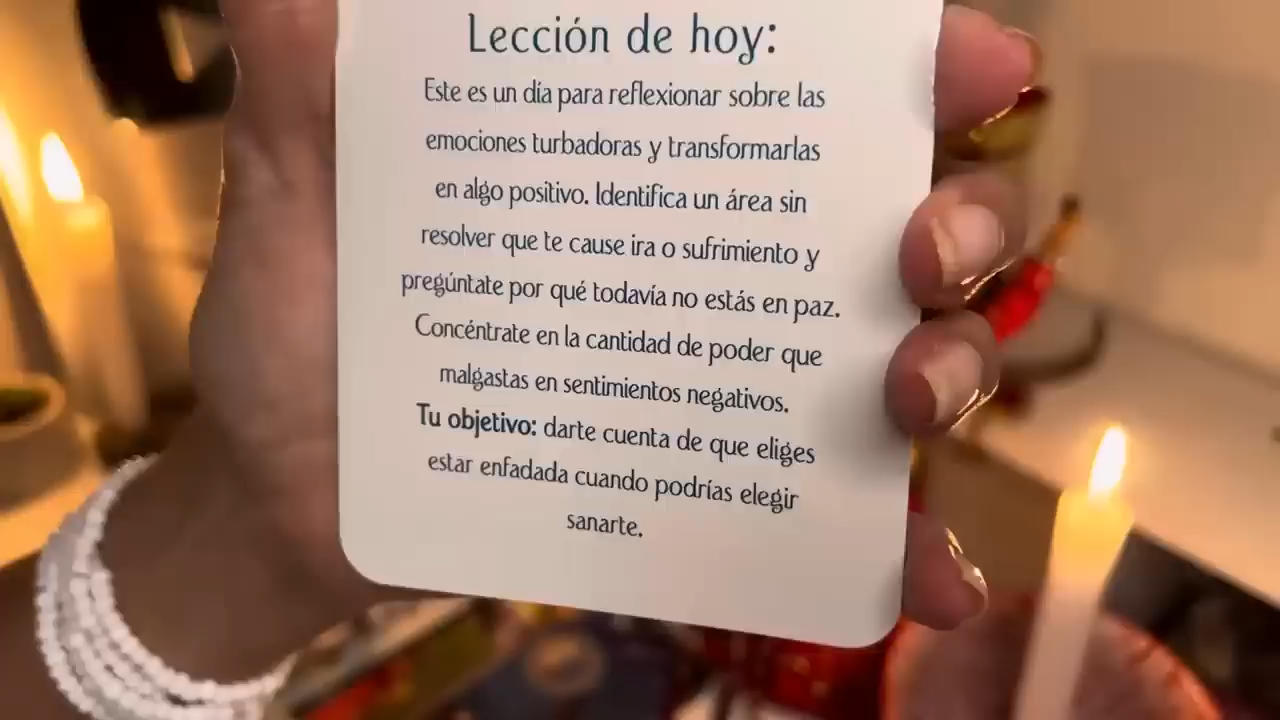 Lección de hoy:
Este es un día para reflexionar sobre las
emociones turbadoras y transformarlas
en algo positivo. Identifica un área sin
resolver que te cause ira o sufrimiento y
pregúntate por qué todavía no estás en paz.
Concéntrate en la cantidad de poder que
malgastas en sentimientos negativos.
Tu objetivo: darte cuenta de que eliges
estar enfadada cuando podrías elegir
sanarte.